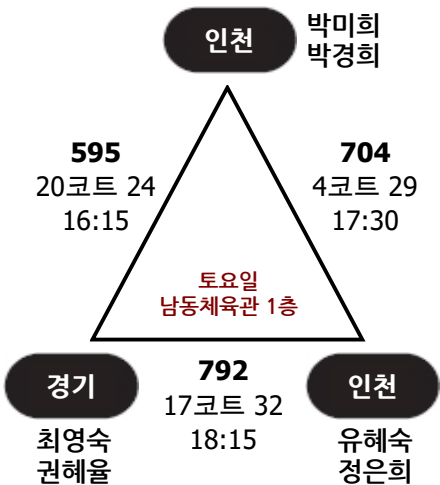 인천
박미희
박경희
595
20코트 24
16:15
704
4코트 29
17:30
토요일
남동체육관 1층
경기
최영숙
권혜율
792
17코트 32
18:15
인천
유혜숙
정은희